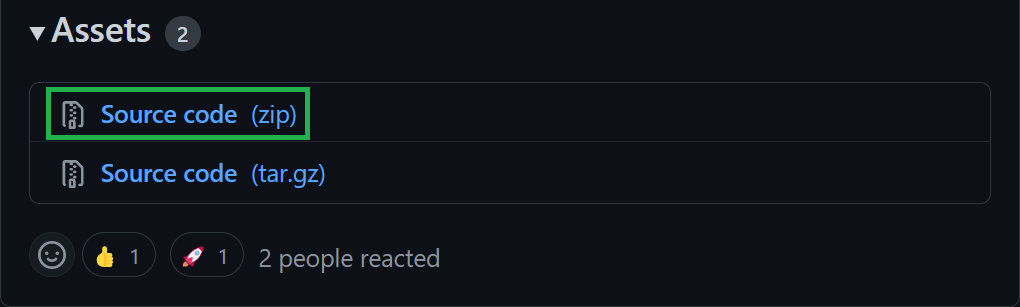 Assets 2
Source code (zip)
Source code (tar.gz)
1 1 2 people reacted